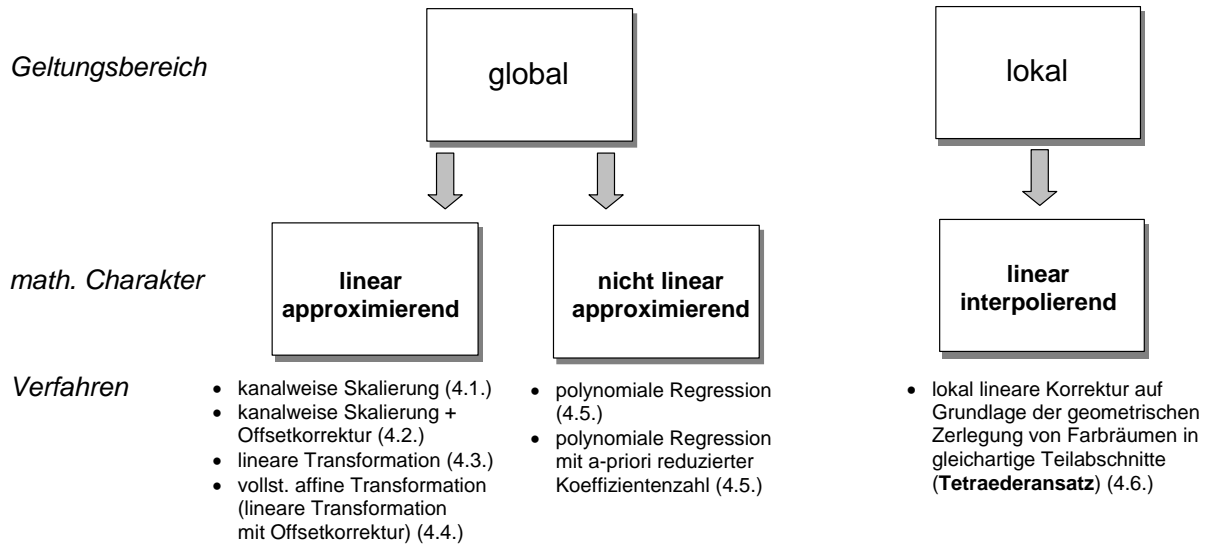 Geltungsbereich
global
lokal
math. Charakter
linear
approximierend
nicht linear
approximierend
linear
interpolierend
Verfahren
• kanalweise Skalierung (4.1.)
• kanalweise Skalierung +
Offsetkorrektur (4.2.)
• lineare Transformation (4.3.)
• vollst. affine Transformation
(lineare Transformation
mit Offsetkorrektur) (4.4.)
• polynomiale Regression
(4.5.)
• polynomiale Regression
mit a-priori reduzierter
Koeffizientenzahl (4.5.)
• lokal lineare Korrektur auf
Grundlage der geometrischen
Zerlegung von Farbräumen in
gleichartige Teilabschnitte
(Tetraederansatz) (4.6.)